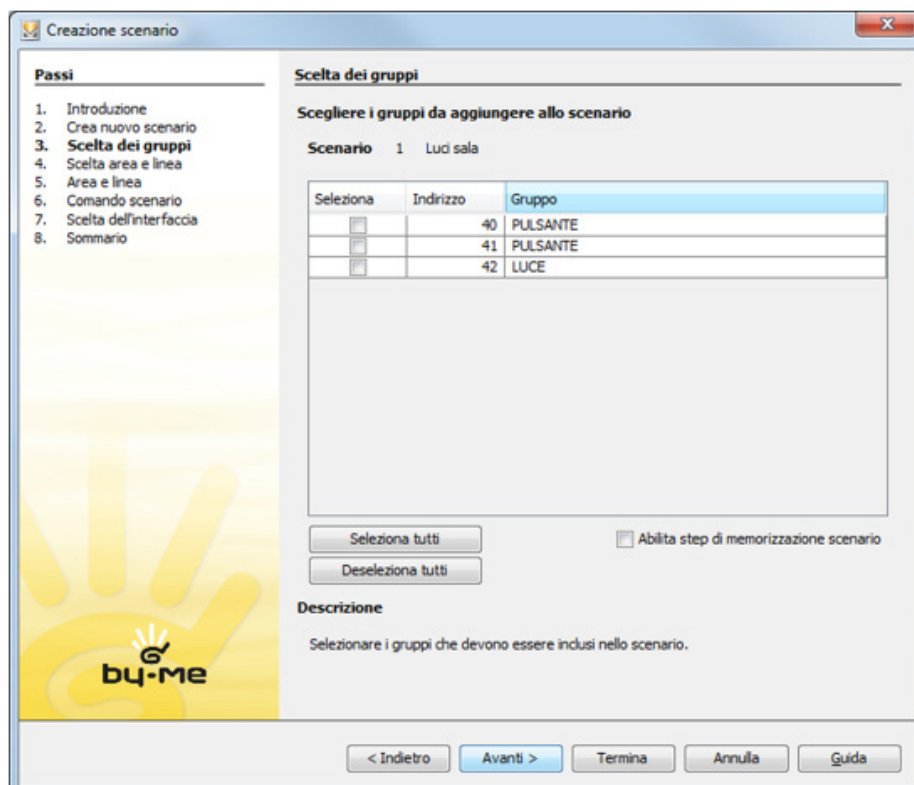 Creazione scenario
Passi
1. Introduzione
2. Crea nuovo scenario
3. Scelta dei gruppi
4. Scelta area e linea
5. Area e linea
6. Comando scenario
7. Scelta dell'interfaccia
8. Sommario
by-me
Scelta dei gruppi
Scegliere i gruppi da aggiungere allo scenario
Scenario 1 Luci sala
Seleziona Indirizzo Gruppo
40 PULSANTE
41 PULSANTE
42 LUCE
Seleziona tutti
Abilita step di memorizzazione scenario
Deseleziona tutti
Descrizione
Selezionare i gruppi che devono essere inclusi nello scenario.
< Indietro Avanti > Termina Annulla Guida